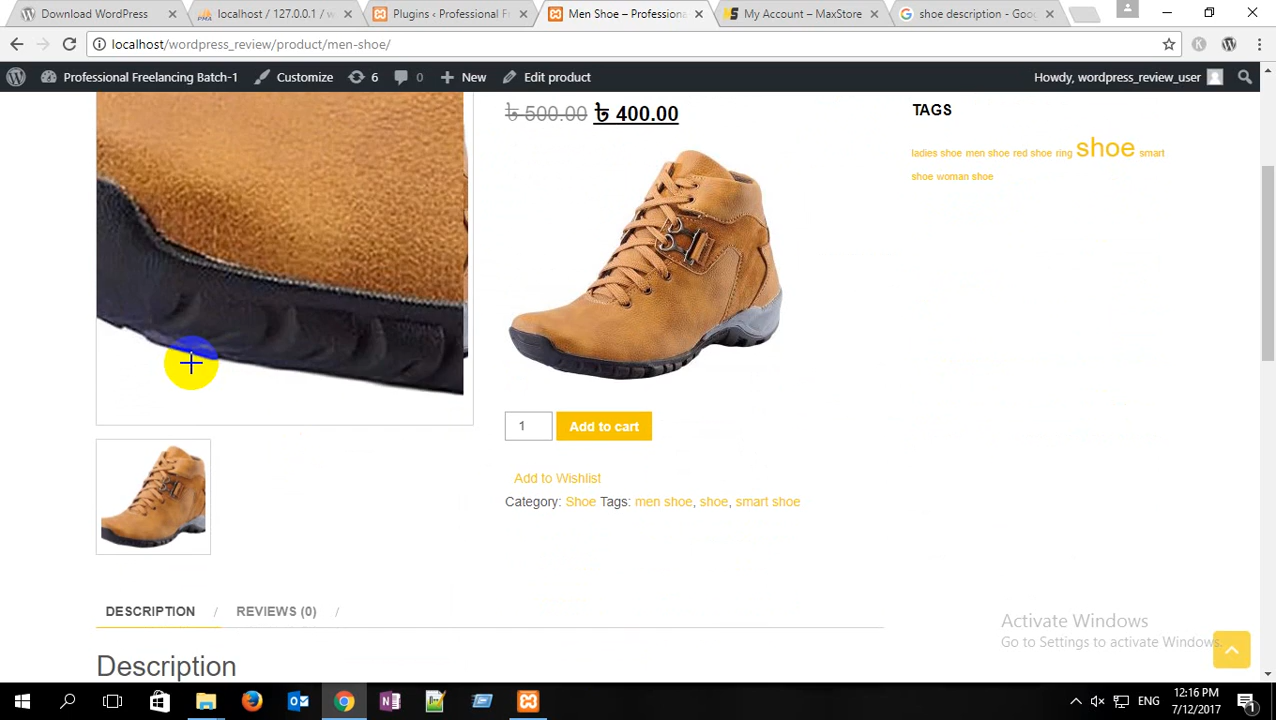 Download WordPress
localhost / 127.0.0.1 / w
Plugins ‹ Professional F
Men Shoe – Professiona
My Account – MaxStore
shoe description - Goo
localhost/wordpress_review/product/men-shoe/
Professional Freelancing Batch-1 Customize 6 0 New Edit product Howdy, wordpress_review_user
৳ 500.00 ৳ 400.00
Add to cart
1
Add to Wishlist
Category: Shoe Tags: men shoe, shoe, smart shoe
TAGS
ladies shoe men shoe red shoe ring shoe smart
shoe woman shoe
DESCRIPTION / REVIEWS (0) /
Description
Activate Windows
Go to Settings to activate Windows.
ENG
12:16 PM
7/12/2017
1